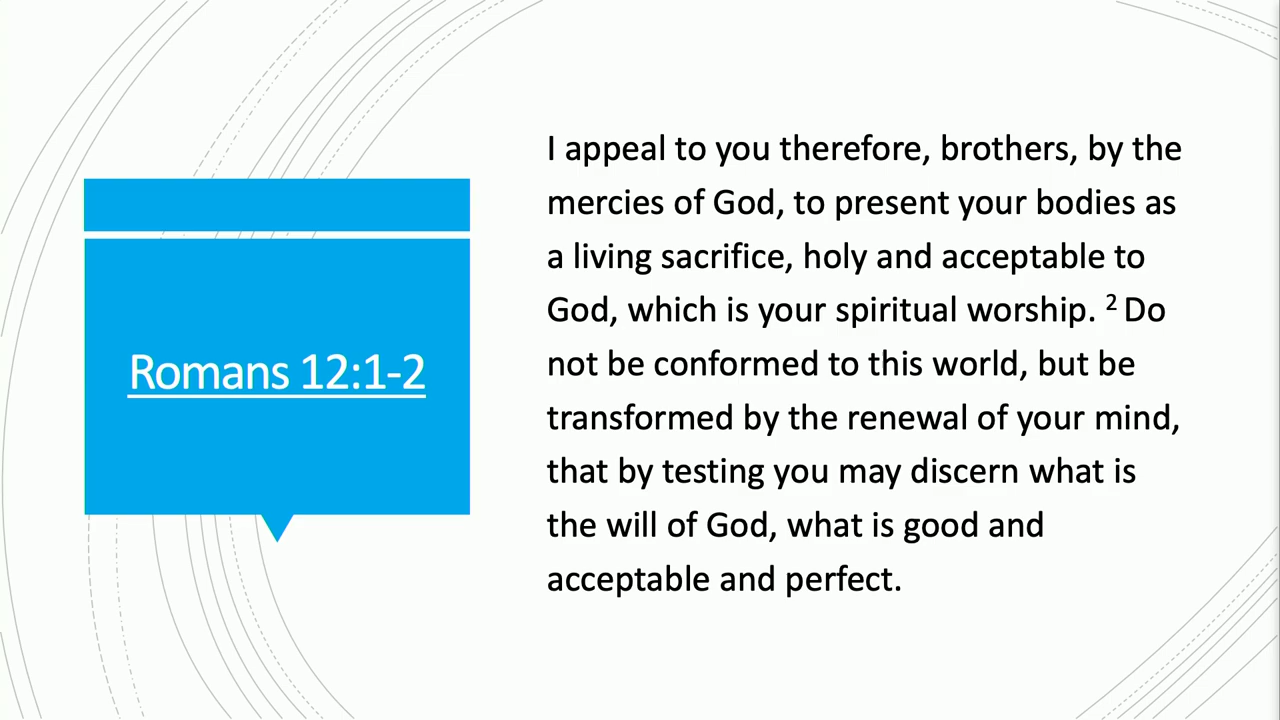 Romans 12:1-2
I appeal to you therefore, brothers, by the
mercies of God, to present your bodies as
a living sacrifice, holy and acceptable to
God, which is your spiritual worship. ² Do
not be conformed to this world, but be
transformed by the renewal of your mind,
that by testing you may discern what is
the will of God, what is good and
acceptable and perfect.